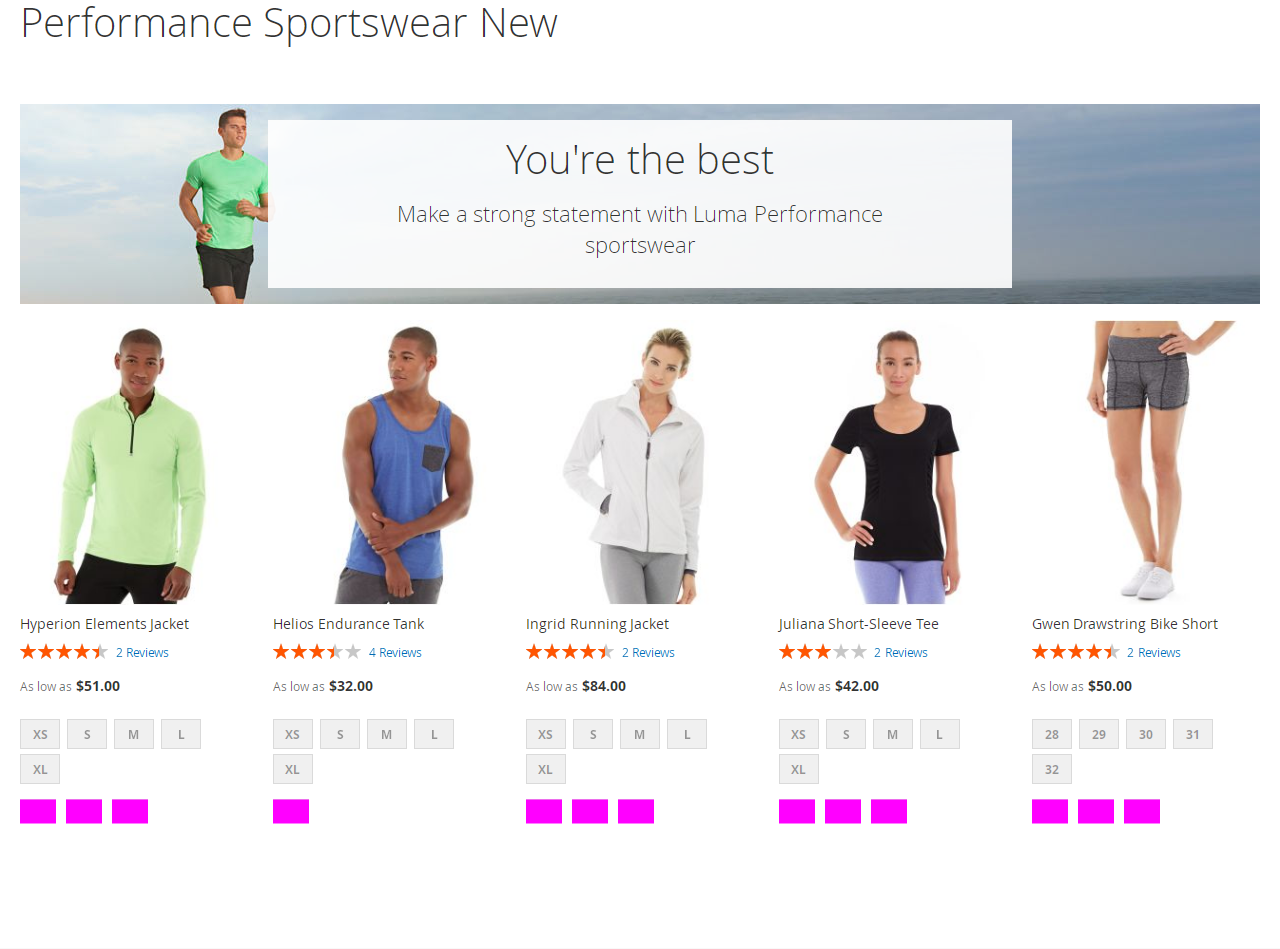 Performance Sportswear New
You're the best
Make a strong statement with Luma Performance
sportswear
Hyperion Elements Jacket
2 Reviews
As low as $51.00
XS S M L
XL
Helios Endurance Tank
4 Reviews
As low as $32.00
XS S M L
XL
Ingrid Running Jacket
2 Reviews
As low as $84.00
XS S M L
XL
Juliana Short-Sleeve Tee
2 Reviews
As low as $42.00
XS S M L
XL
Gwen Drawstring Bike Short
2 Reviews
As low as $50.00
28 29 30 31
32